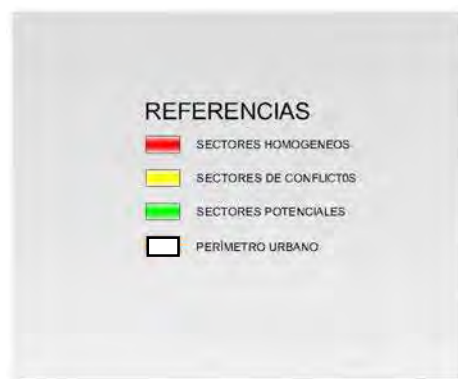 REFERENCIAS
SECTORES HOMOGENEOS
SECTORES DE CONFLICT0S
SECTORES POTENCIALES
PERÍMETRO URBANO